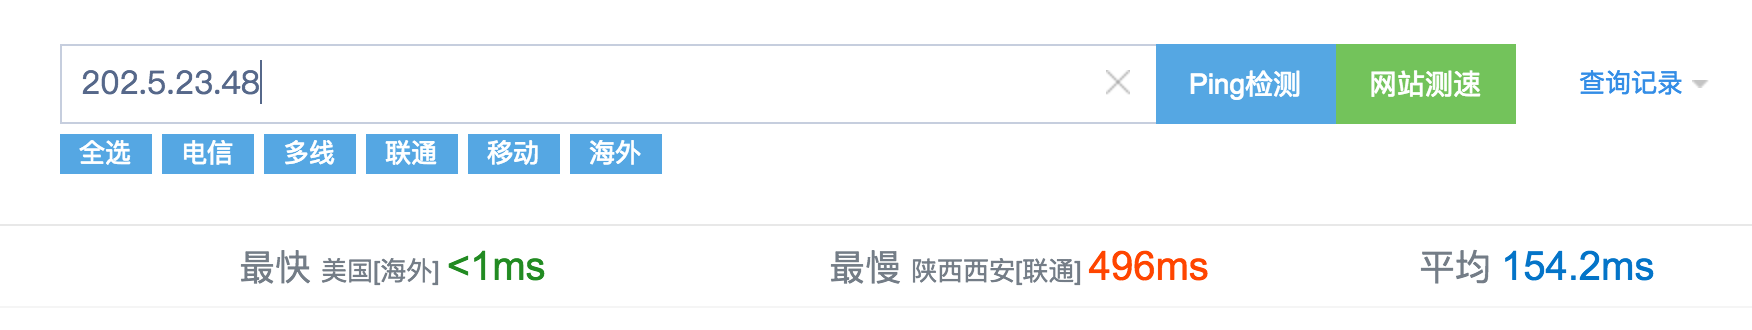 202.5.23.48 Ping检测 网站测速 查询记录
全选 电信 多线 联通 移动 海外
最快 美国[海外] <1ms 最慢 陕西西安[联通] 496ms 平均 154.2ms